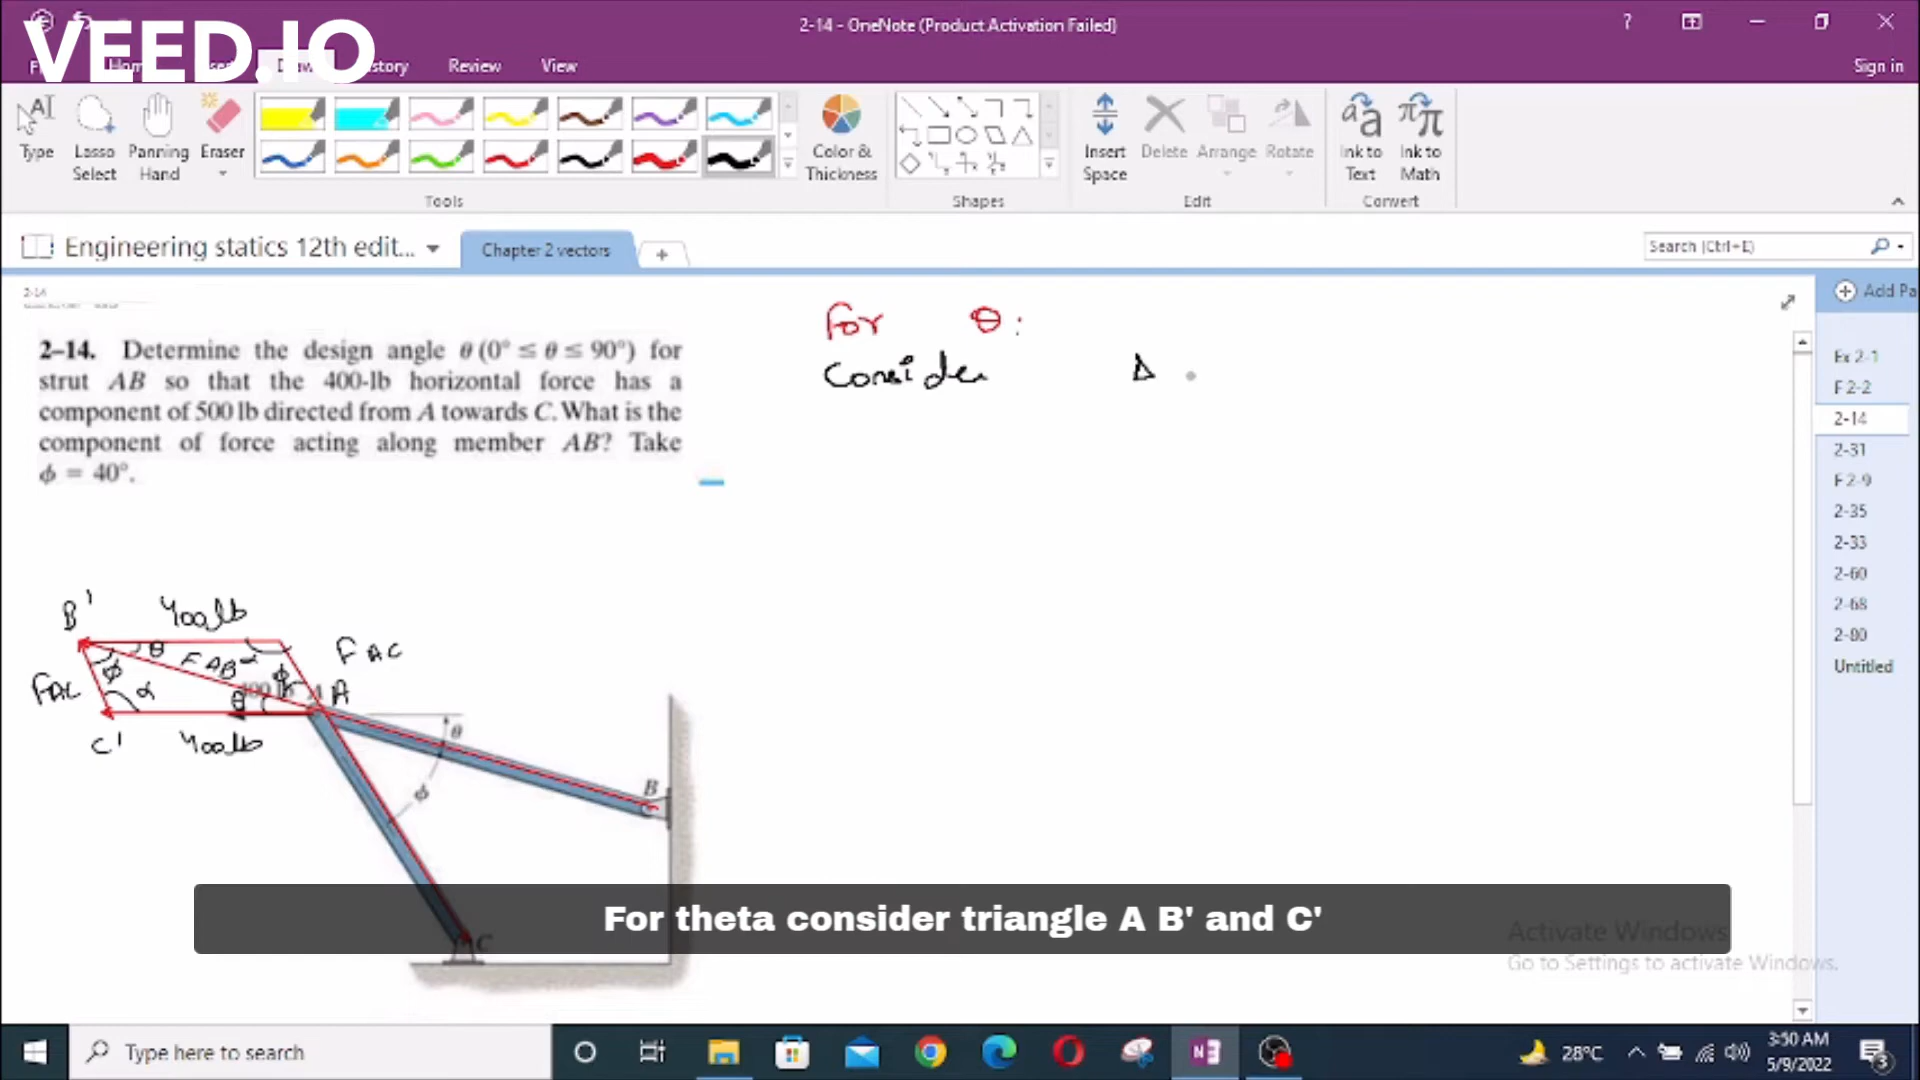 VEED.IO
2-14 - OneNote (Product Activation Failed)
?
Review
View
Sign in
Type
Lasso Select
Panning Hand
Eraser
Color & Thickness
Insert Space
Delete
Arrange
Rotate
Ink to Text
Ink to Math
Tools
Shapes
Edit
Convert
Engineering statics 12th edit...
Chapter 2 vectors
Search (Ctrl+E)
2-14
Add Pa
For θ:
Consider Δ
2–14. Determine the design angle θ (0° ≤ θ ≤ 90°) for
strut AB so that the 400-lb horizontal force has a
component of 500 lb directed from A towards C. What is the
component of force acting along member AB? Take
ϕ = 40°.
Ex 2-1
F 2-2
2-14
2-31
F 2-9
2-35
2-33
2-60
2-68
2-80
Untitled
B' 400lb
θ FAB α FAC
ϕ ϕ
FAC α θ A
C' 400lb
θ
ϕ
B
C
For theta consider triangle A B' and C'
Activate Windows
Go to Settings to activate Windows.
Type here to search
28°C
3:50 AM
5/9/2022
3